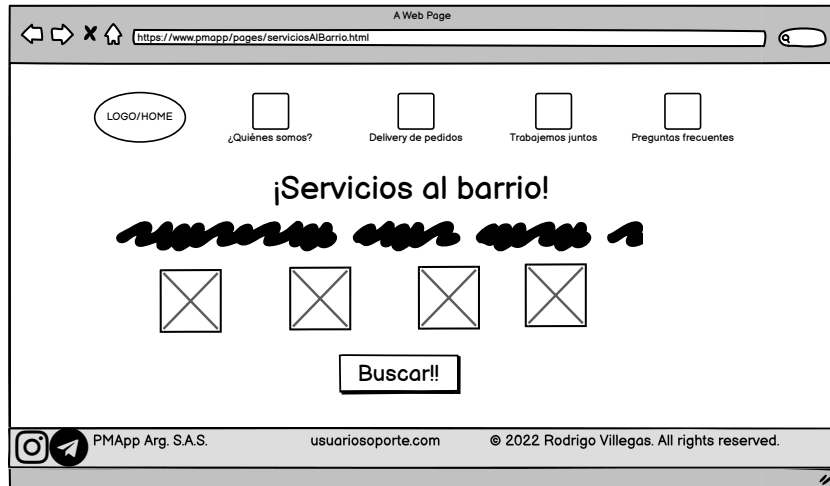 A Web Page
https://www.pmapp/pages/serviciosAlBarrio.html
LOGO/HOME
¿Quiénes somos?
Delivery de pedidos
Trabajemos juntos
Preguntas frecuentes
¡Servicios al barrio!
Buscar!!
PMApp Arg. S.A.S.
usuariosoporte.com
© 2022 Rodrigo Villegas. All rights reserved.